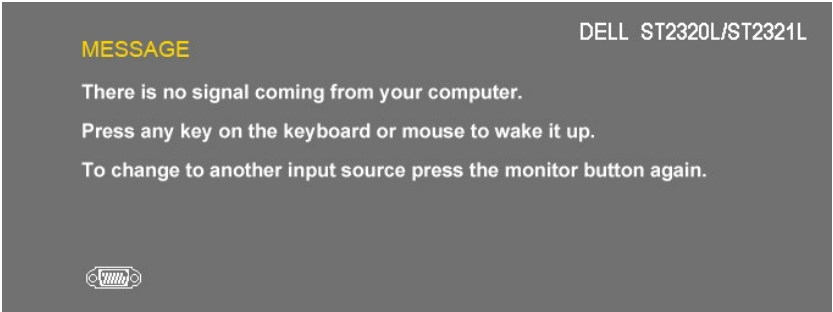 DELL ST2320L/ST2321L
MESSAGE
There is no signal coming from your computer.
Press any key on the keyboard or mouse to wake it up.
To change to another input source press the monitor button again.